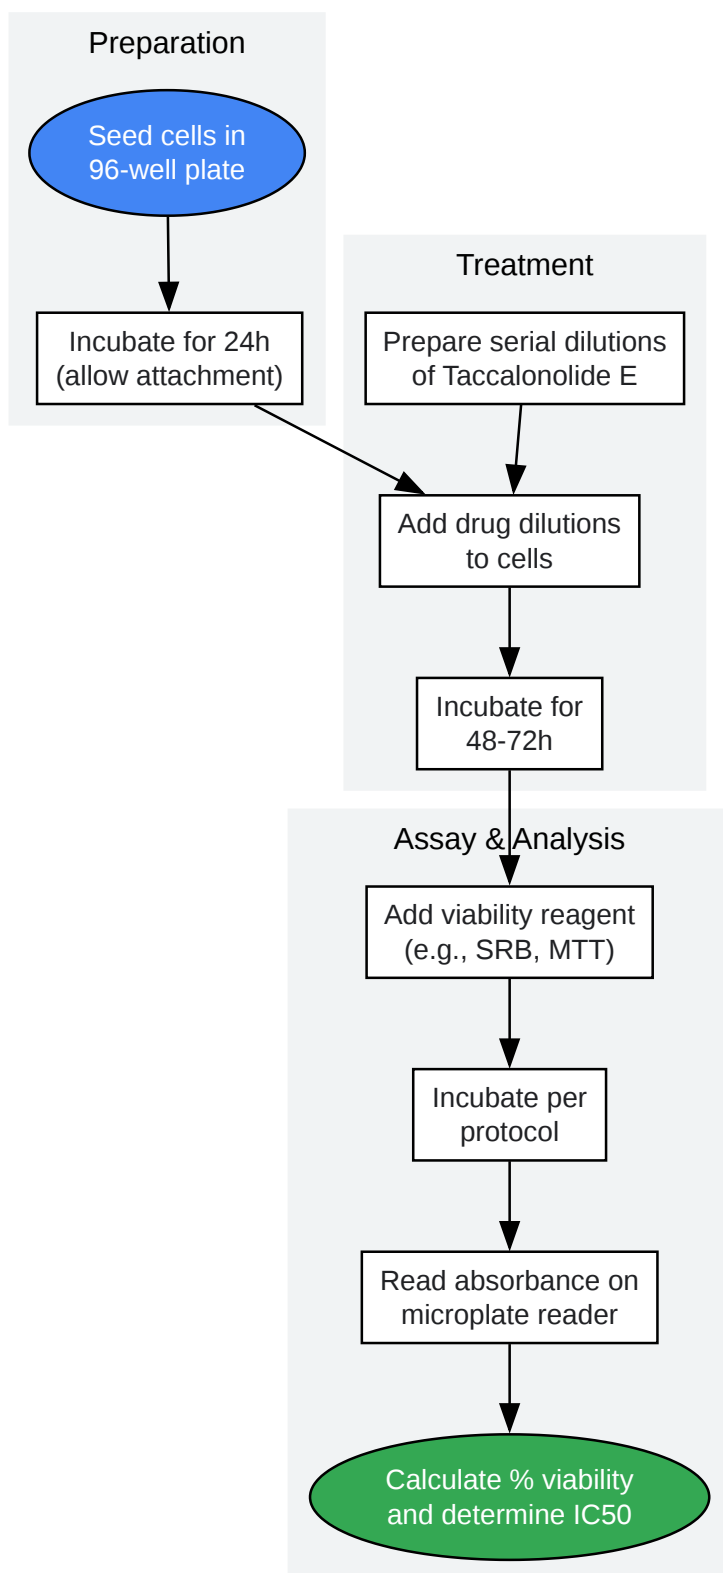 Preparation
Seed cells in
96-well plate
Incubate for 24h
(allow attachment)
Treatment
Prepare serial dilutions
of Taccalonolide E
Add drug dilutions
to cells
Incubate for
48-72h
Assay & Analysis
Add viability reagent
(e.g., SRB, MTT)
Incubate per
protocol
Read absorbance on
microplate reader
Calculate % viability
and determine IC50